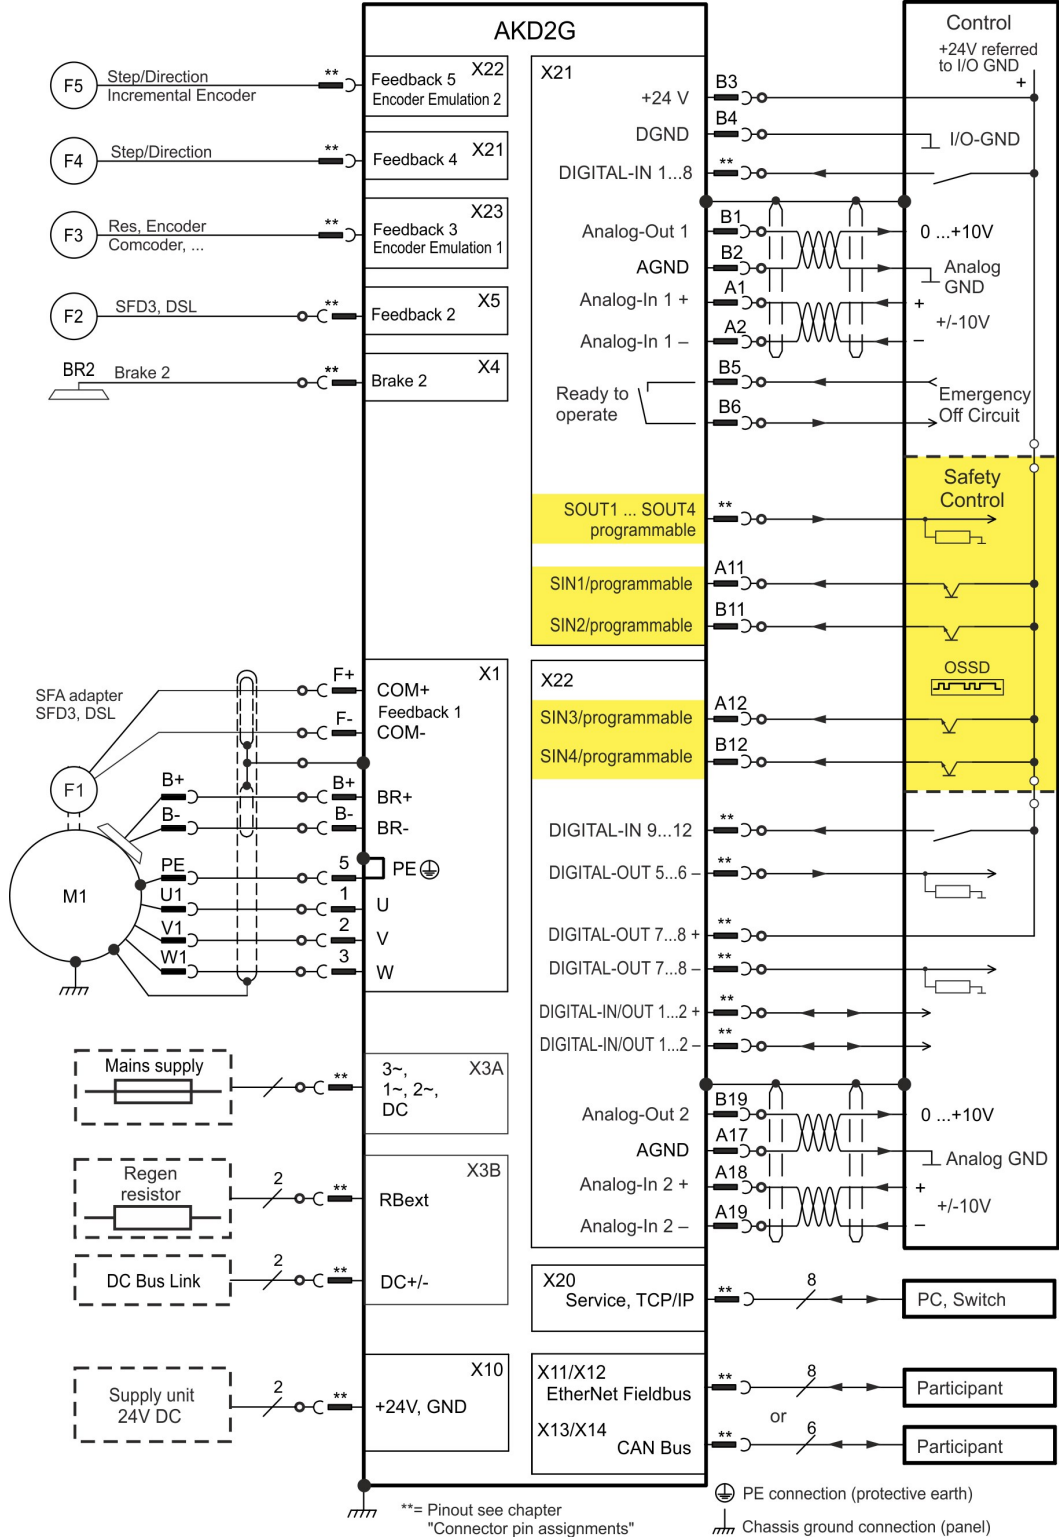 AKD2G
Control
+24V referred
to I/O GND
+
F5
Step/Direction
Incremental Encoder
**
Feedback 5
Encoder Emulation 2
X22
F4
Step/Direction
**
Feedback 4
X21
F3
Res, Encoder
Comcoder, ...
**
Feedback 3
Encoder Emulation 1
X23
F2
SFD3, DSL
**
Feedback 2
X5
BR2
Brake 2
**
Brake 2
X4
X21
+24 V
B3
DGND
B4
I/O-GND
DIGITAL-IN 1...8
**
Analog-Out 1
B1
0 ...+10V
AGND
B2
Analog
GND
Analog-In 1 +
A1
+
+/-10V
Analog-In 1 –
A2
–
Ready to
operate
B5
B6
Emergency
Off Circuit
Safety
Control
SOUT1 ... SOUT4
programmable
**
SIN1/programmable
A11
SIN2/programmable
B11
OSSD
X22
SIN3/programmable
A12
SIN4/programmable
B12
DIGITAL-IN 9...12
**
DIGITAL-OUT 5...6 –
**
DIGITAL-OUT 7...8 +
**
DIGITAL-OUT 7...8 –
**
DIGITAL-IN/OUT 1...2 +
**
DIGITAL-IN/OUT 1...2 –
**
Analog-Out 2
B19
0 ...+10V
AGND
A17
Analog GND
Analog-In 2 +
A18
+
+/-10V
Analog-In 2 –
A19
–
SFA adapter
SFD3, DSL
F1
M1
X1
F+
COM+
Feedback 1
F-
COM-
B+
B+
BR+
B-
B-
BR-
PE
5
PE
U1
1
U
V1
2
V
W1
3
W
Mains supply
**
3~,
1~, 2~,
DC
X3A
Regen
resistor
2
**
RBext
X3B
DC Bus Link
2
**
DC+/-
Supply unit
24V DC
2
**
+24V, GND
X10
X20
Service, TCP/IP
**
8
PC, Switch
X11/X12
EtherNet Fieldbus
**
8
Participant
or
X13/X14
CAN Bus
**
6
Participant
**= Pinout see chapter
"Connector pin assignments"
PE connection (protective earth)
Chassis ground connection (panel)